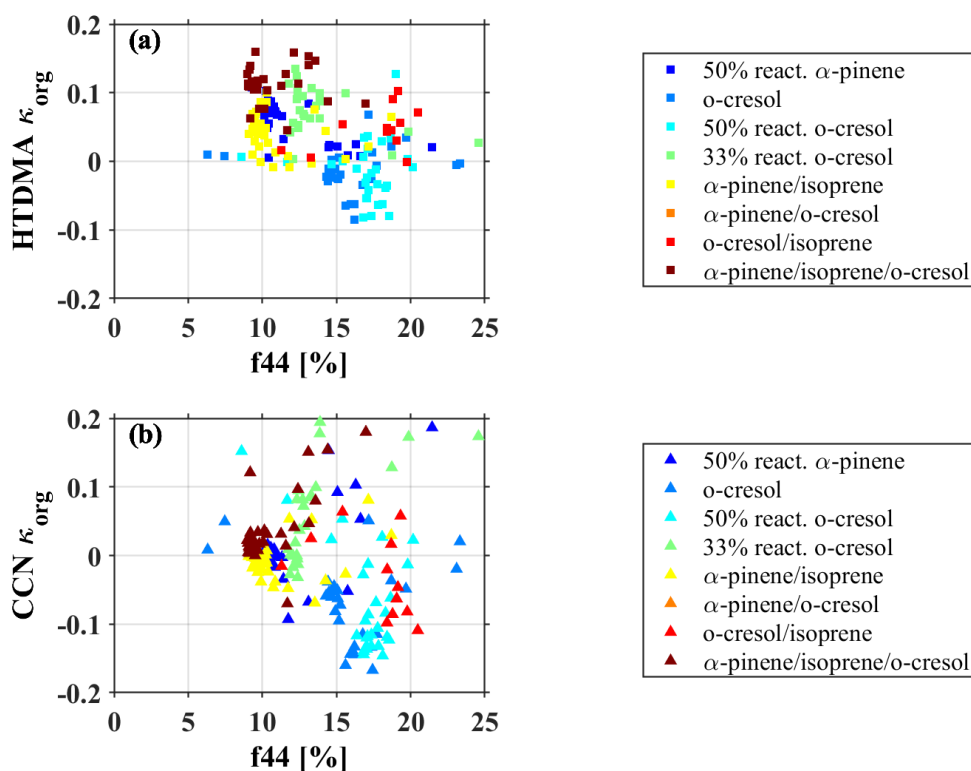 (a)
HTDMA κorg
0.2
0.1
0
-0.1
-0.2
0 5 10 15 20 25
f44 [%]
50% react. α-pinene
o-cresol
50% react. o-cresol
33% react. o-cresol
α-pinene/isoprene
α-pinene/o-cresol
o-cresol/isoprene
α-pinene/isoprene/o-cresol
(b)
CCN κorg
0.2
0.1
0
-0.1
-0.2
0 5 10 15 20 25
f44 [%]
50% react. α-pinene
o-cresol
50% react. o-cresol
33% react. o-cresol
α-pinene/isoprene
α-pinene/o-cresol
o-cresol/isoprene
α-pinene/isoprene/o-cresol